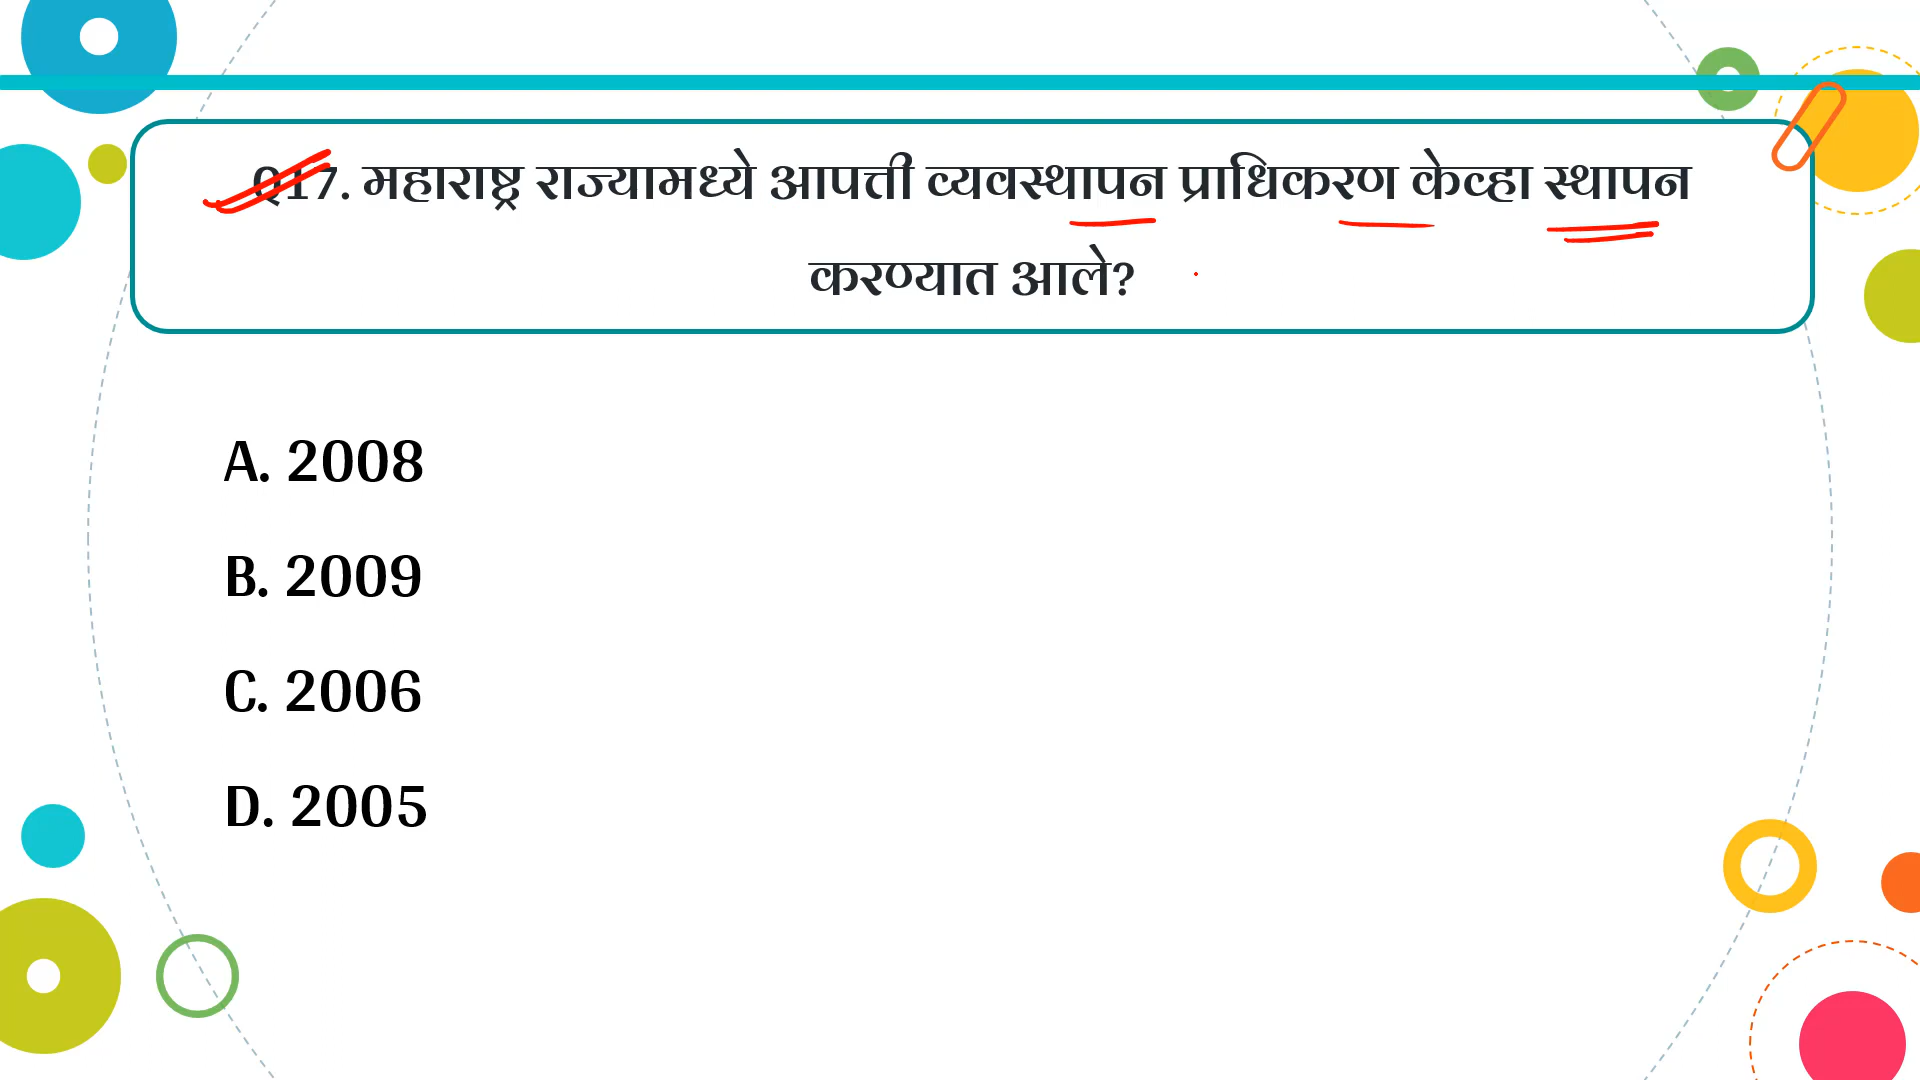 Q17. महाराष्ट्र राज्यामध्ये आपत्ती व्यवस्थापन प्राधिकरण केव्हा स्थापन
करण्यात आले?
A. 2008
B. 2009
C. 2006
D. 2005